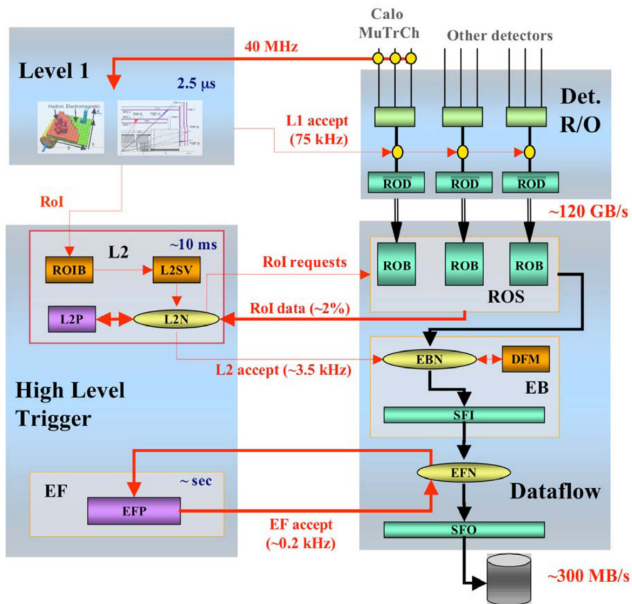 Calo
MuTrCh
Other detectors
40 MHz
Level 1
2.5 μs
Det.
R/O
L1 accept
(75 kHz)
ROD
ROD
ROD
RoI
~120 GB/s
L2
~10 ms
ROIB
L2SV
RoI requests
ROB
ROB
ROB
ROS
L2P
L2N
RoI data (~2%)
L2 accept (~3.5 kHz)
EBN
DFM
EB
High Level
Trigger
SFI
EF
~ sec
EFN
EFP
Dataflow
EF accept
(~0.2 kHz)
SFO
~300 MB/s